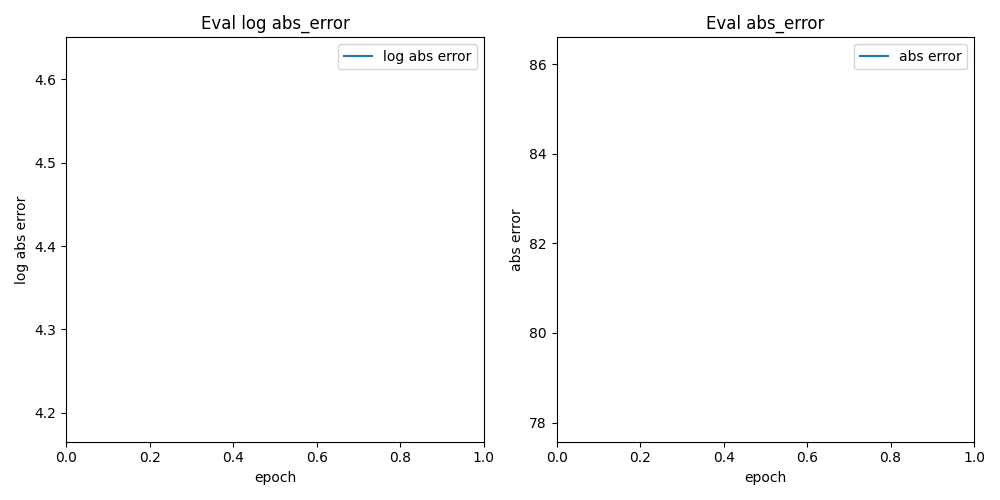 Eval log abs_error
log abs error
4.6
4.5
4.4
4.3
4.2
log abs error
0.0 0.2 0.4 0.6 0.8 1.0
epoch
Eval abs_error
abs error
86
84
82
80
78
abs error
0.0 0.2 0.4 0.6 0.8 1.0
epoch